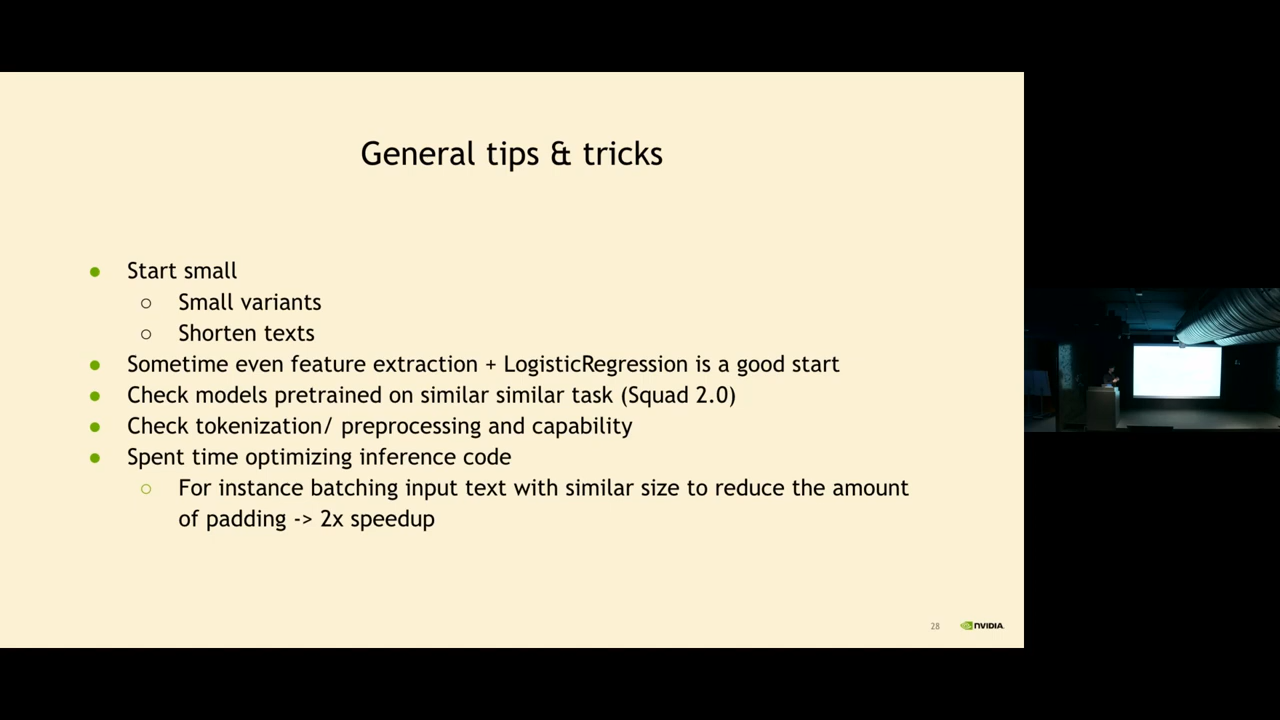 General tips & tricks
● Start small
○ Small variants
○ Shorten texts
● Sometime even feature extraction + LogisticRegression is a good start
● Check models pretrained on similar similar task (Squad 2.0)
● Check tokenization/ preprocessing and capability
● Spent time optimizing inference code
○ For instance batching input text with similar size to reduce the amount
of padding -> 2x speedup
28
NVIDIA.